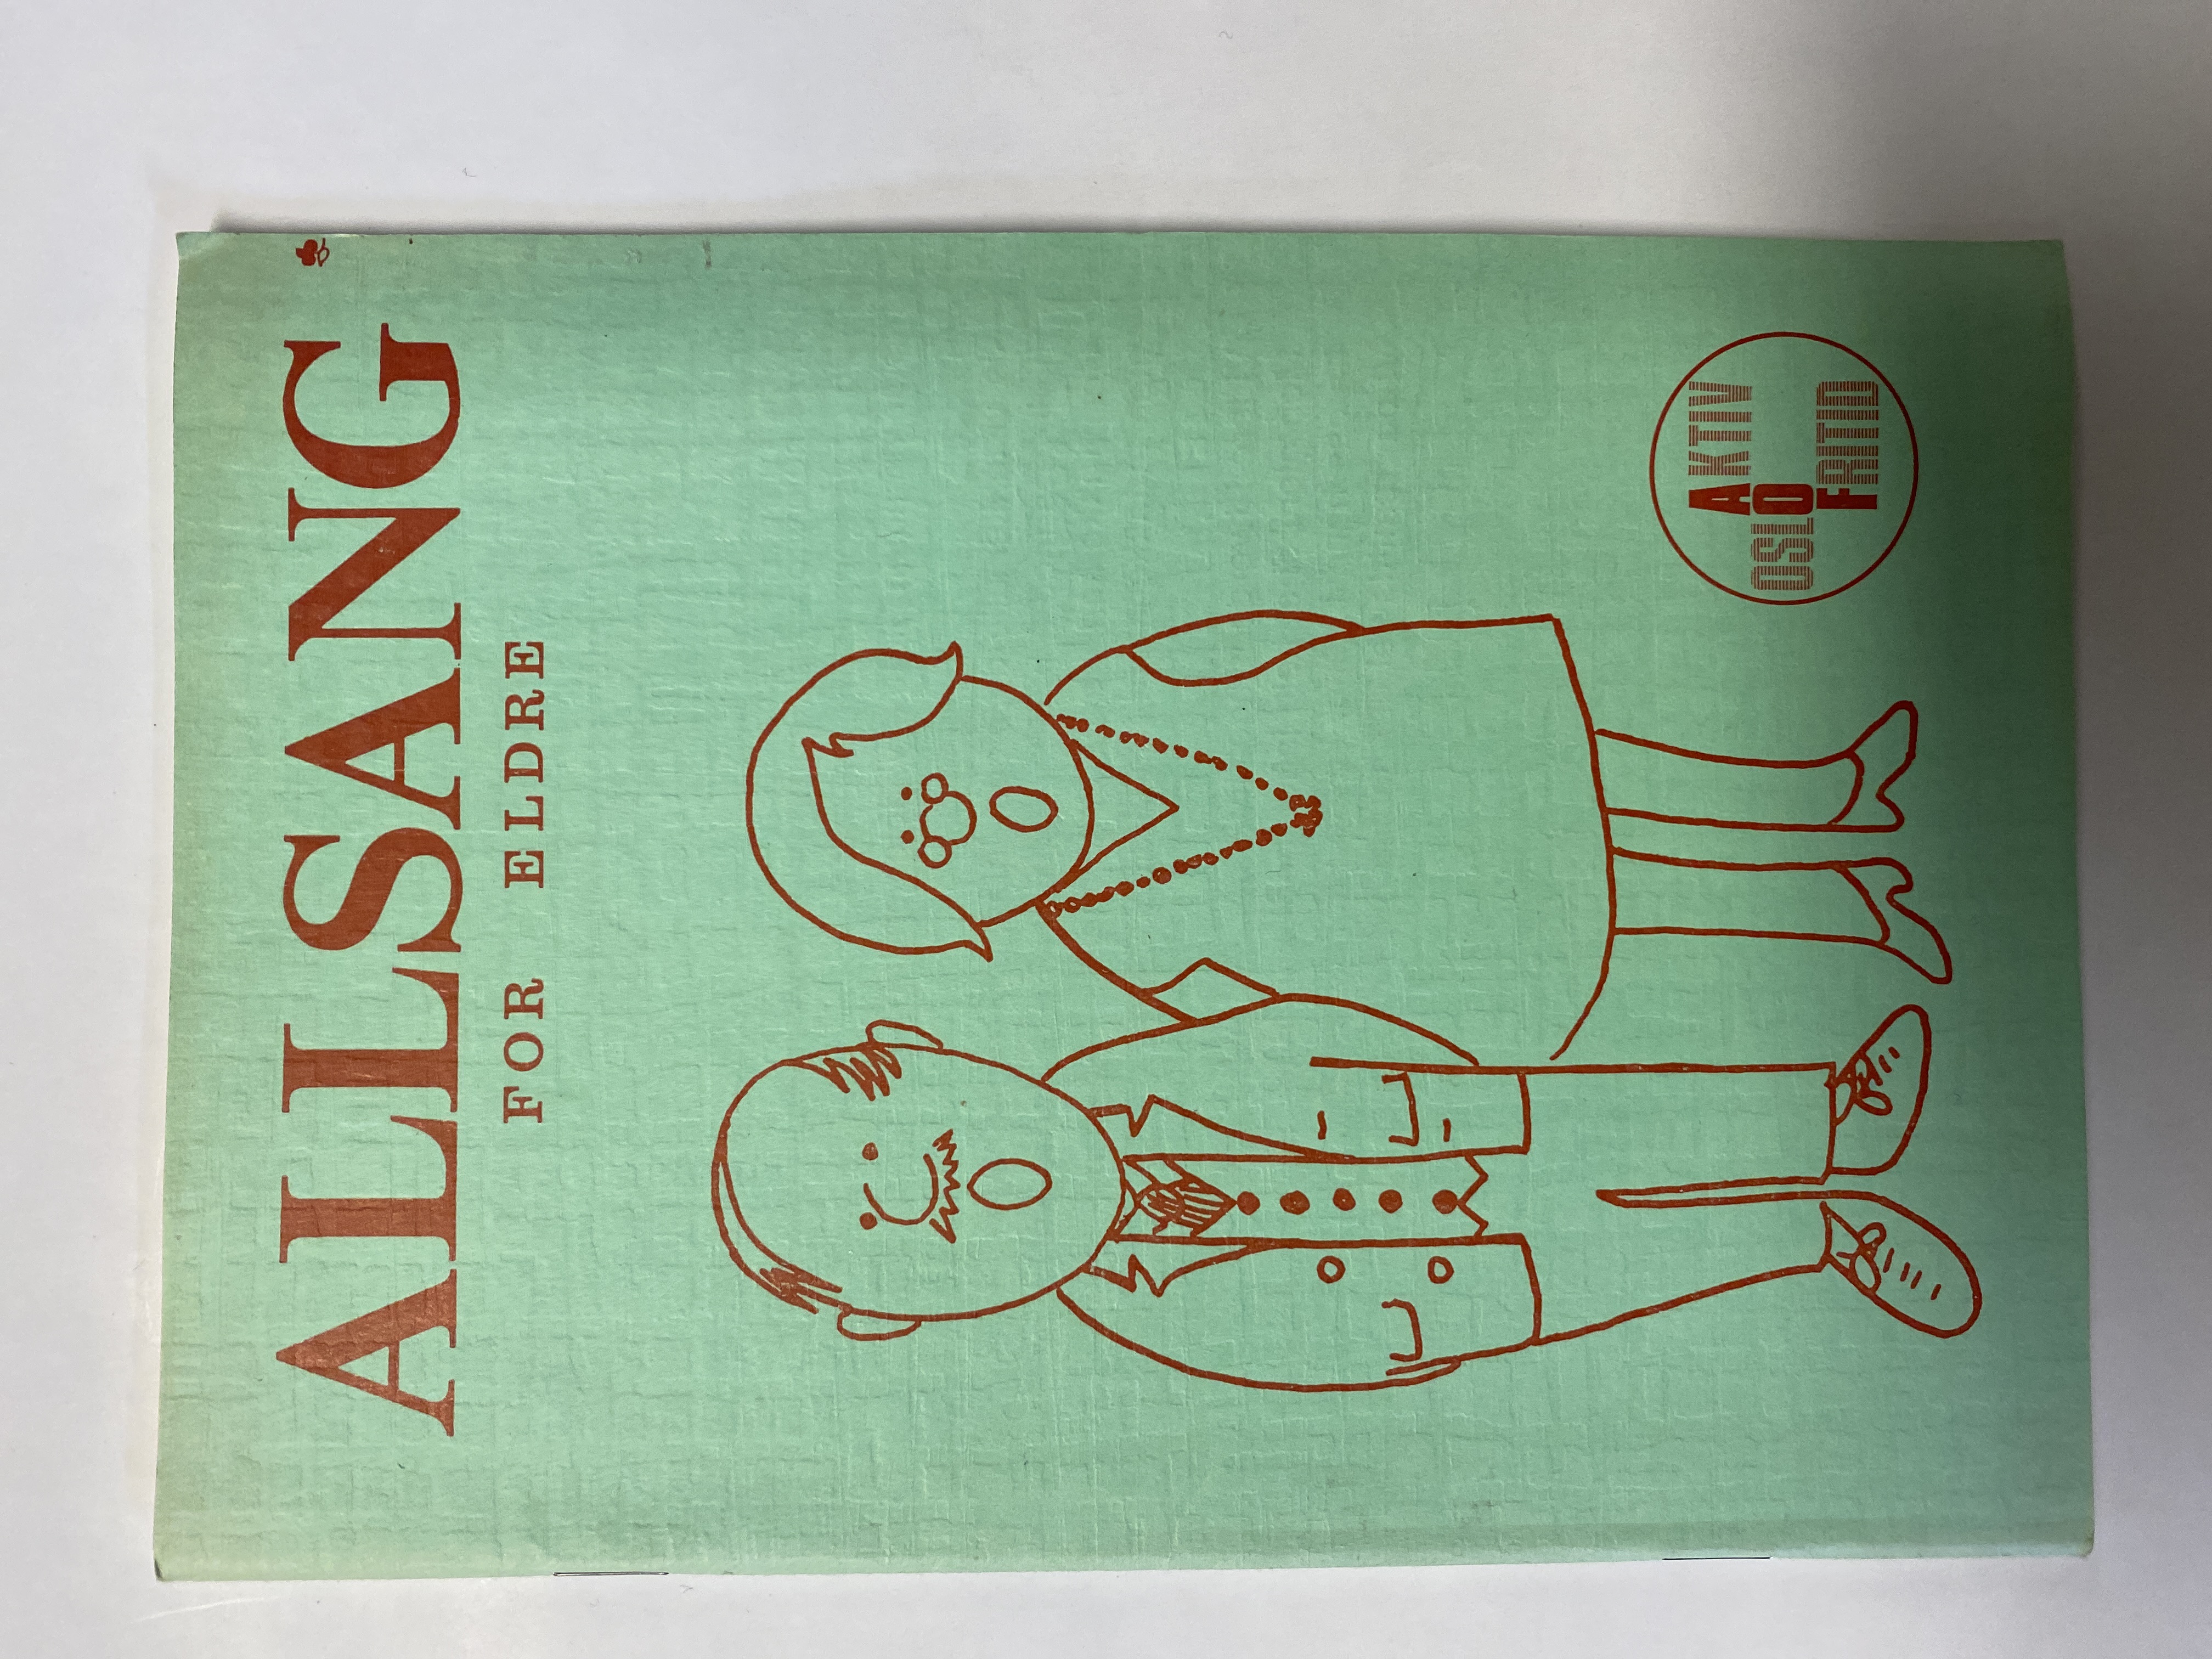 ALLSANG
FOR ELDRE
AKTIV
OSLO
FRITID